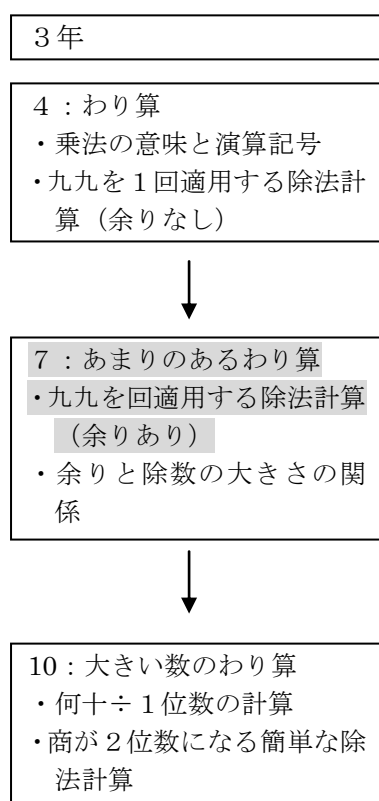 ３年
４：わり算
・乗法の意味と演算記号
・九九を１回適用する除法計
算（余りなし）
７：あまりのあるわり算
・九九を回適用する除法計算
（余りあり）
・余りと除数の大きさの関
係
10：大きい数のわり算
・何十÷１位数の計算
・商が２位数になる簡単な除
法計算